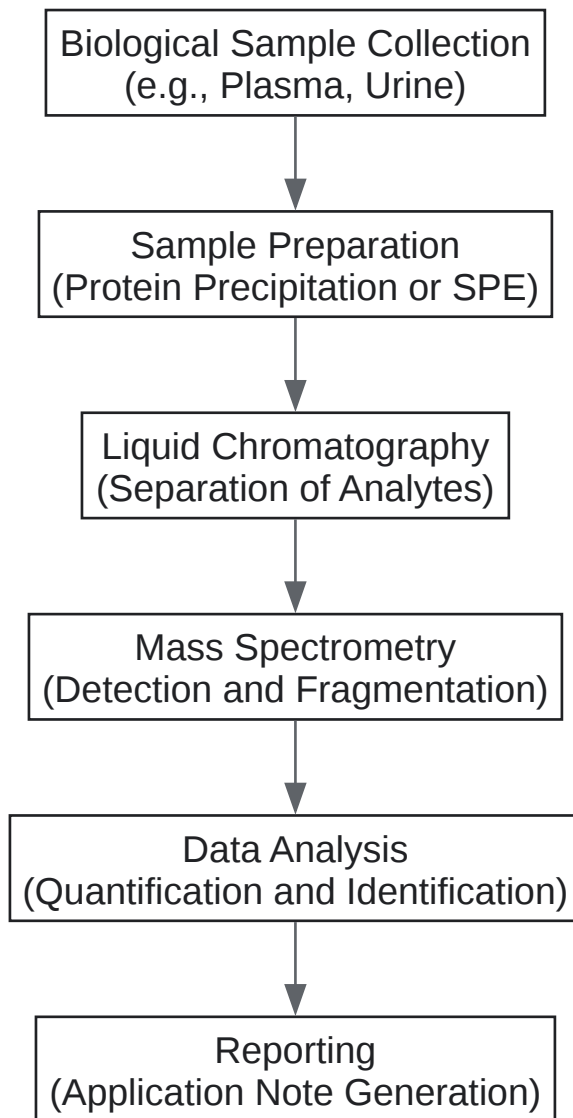 Biological Sample Collection
(e.g., Plasma, Urine)
Sample Preparation
(Protein Precipitation or SPE)
Liquid Chromatography
(Separation of Analytes)
Mass Spectrometry
(Detection and Fragmentation)
Data Analysis
(Quantification and Identification)
Reporting
(Application Note Generation)